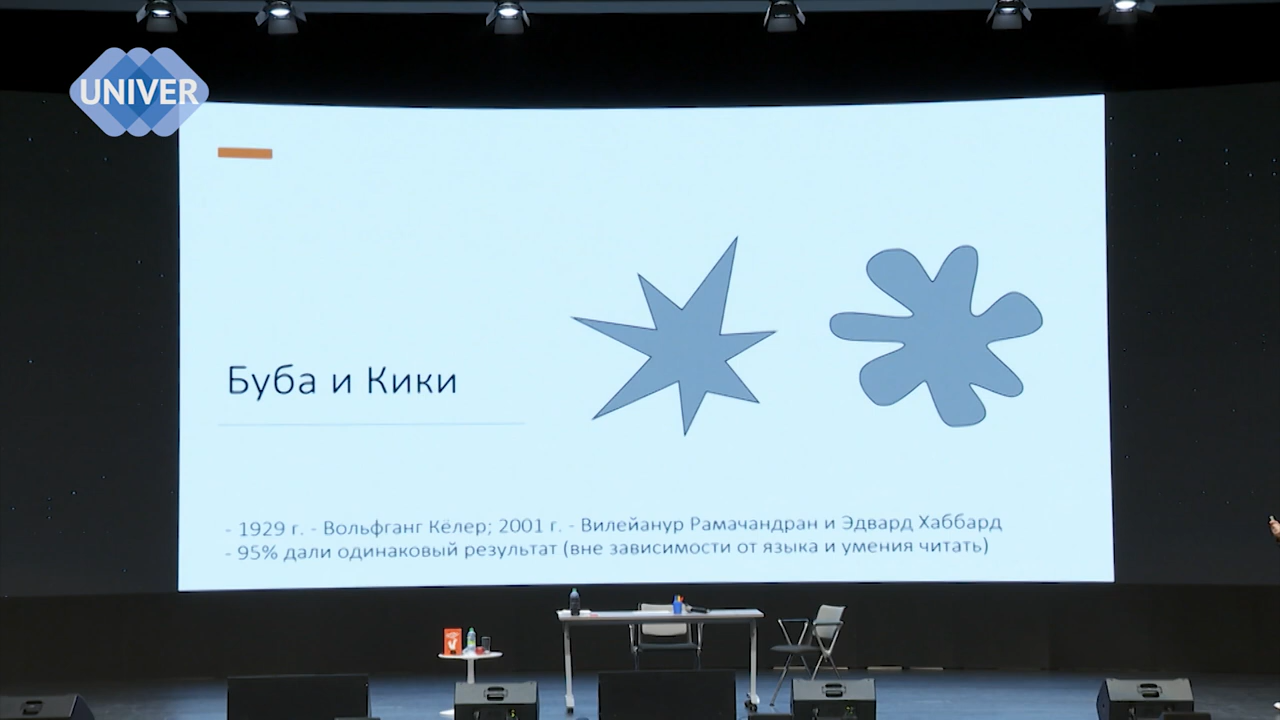 UNIVER
Буба и Кики
- 1929 г. - Вольфганг Кёлер; 2001 г. - Вилейанур Рамачандран и Эдвард Хаббард
- 95% дали одинаковый результат (вне зависимости от языка и умения читать)